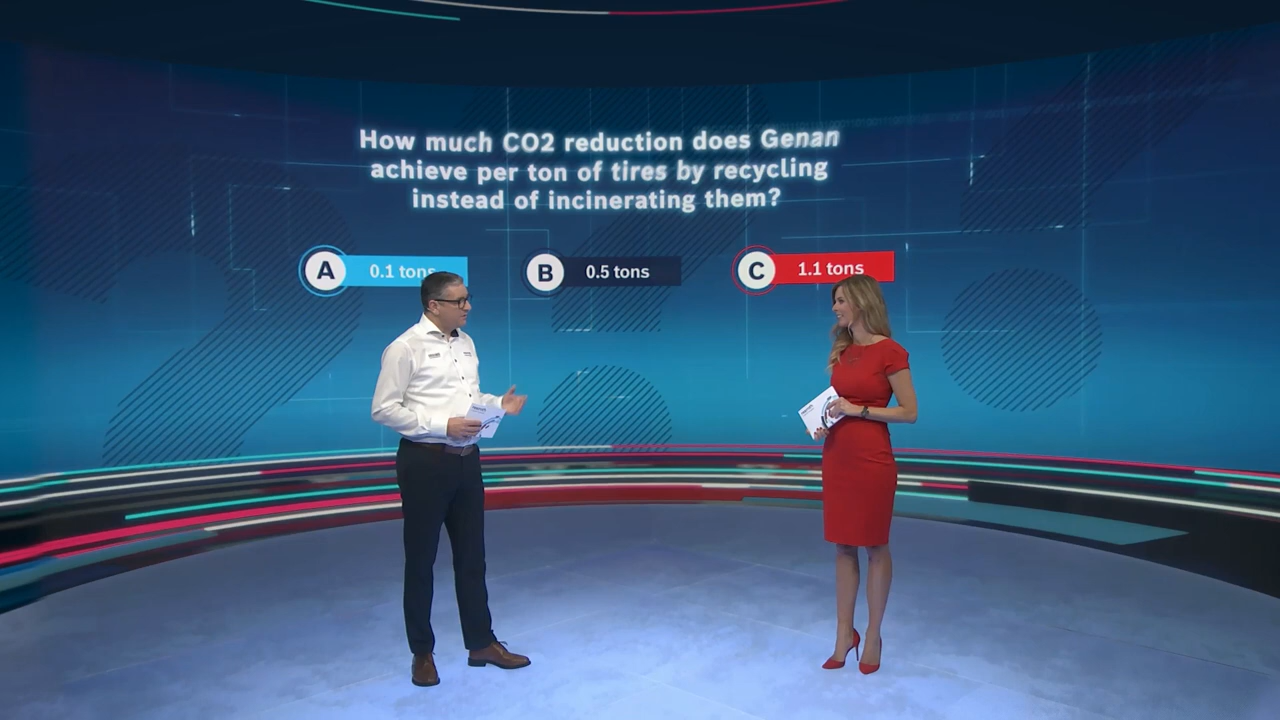 How much CO2 reduction does Genan
achieve per ton of tires by recycling
instead of incinerating them?
A 0.1 tons
B 0.5 tons
C 1.1 tons